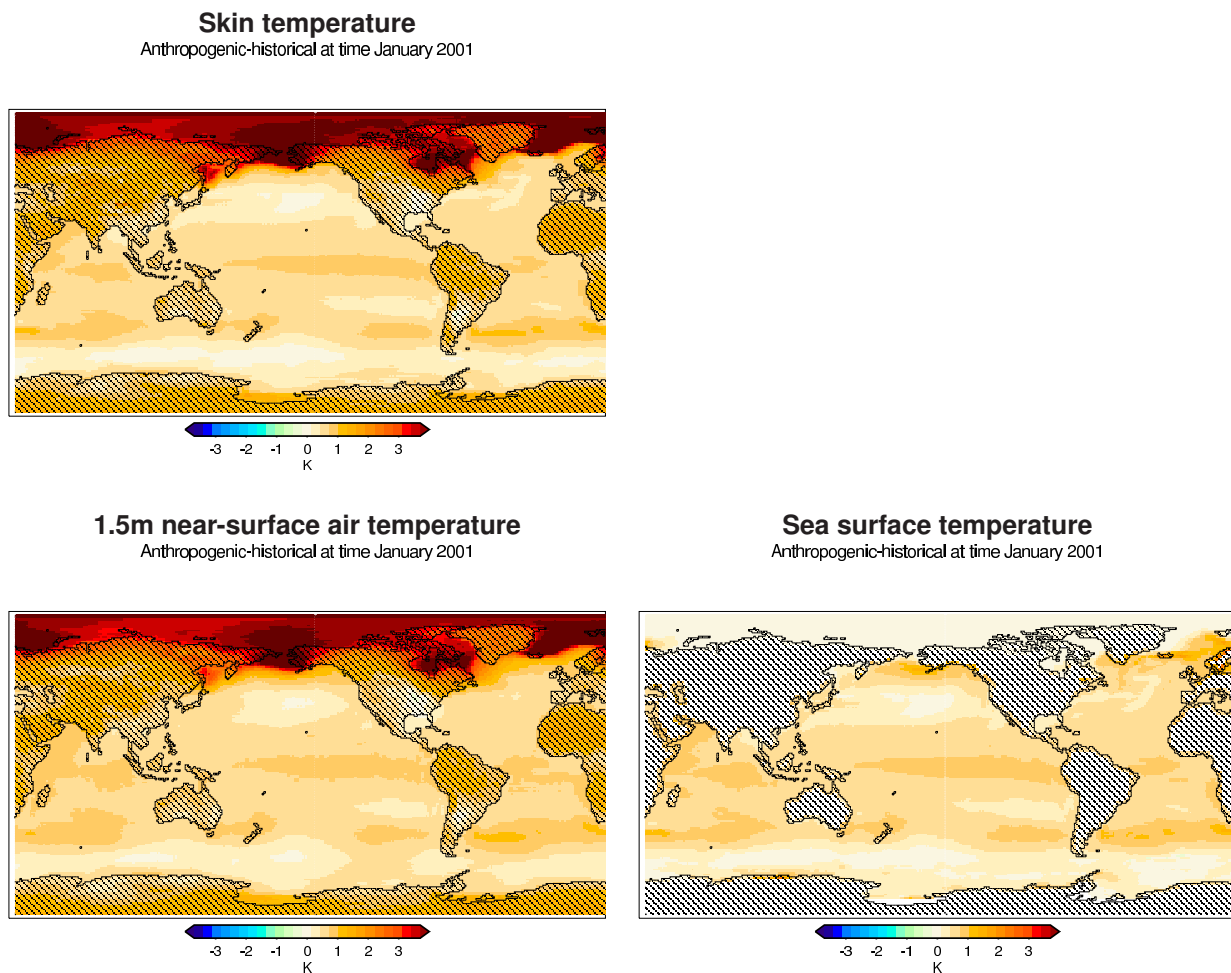 Skin temperature
Anthropogenic-historical at time January 2001
-3 -2 -1 0 1 2 3
K
1.5m near-surface air temperature
Anthropogenic-historical at time January 2001
-3 -2 -1 0 1 2 3
K
Sea surface temperature
Anthropogenic-historical at time January 2001
-3 -2 -1 0 1 2 3
K